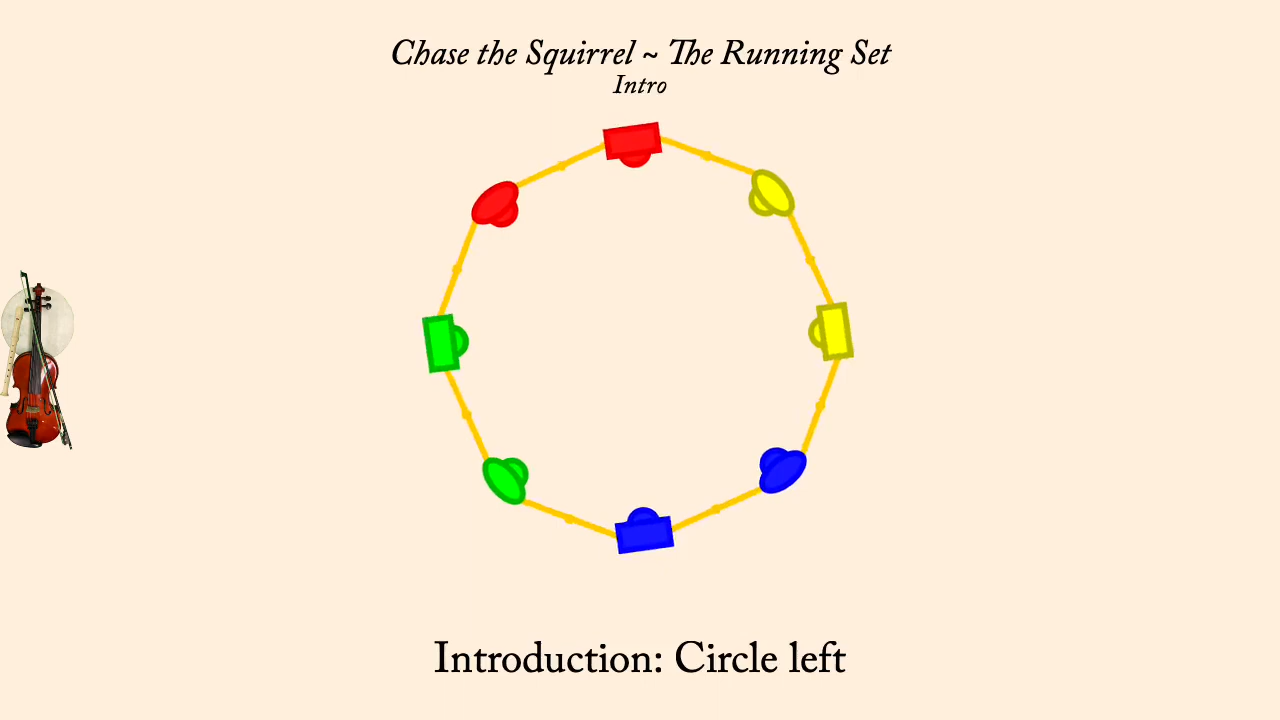 Chase the Squirrel ~ The Running Set
Intro
Introduction: Circle left